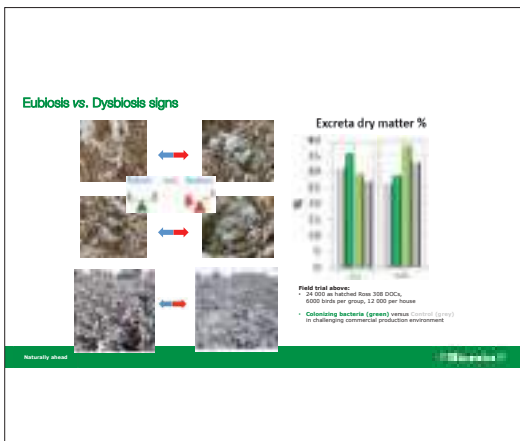 Eubiosis vs. Dysbiosis signs
Excreta dry matter %
Field trial above:
• 24 000 as hatched Ross 308 DOCs,
6000 birds per group, 12 000 per house
• Colonizing bacteria (green) versus Control (grey)
in challenging commercial production environment
Naturally ahead